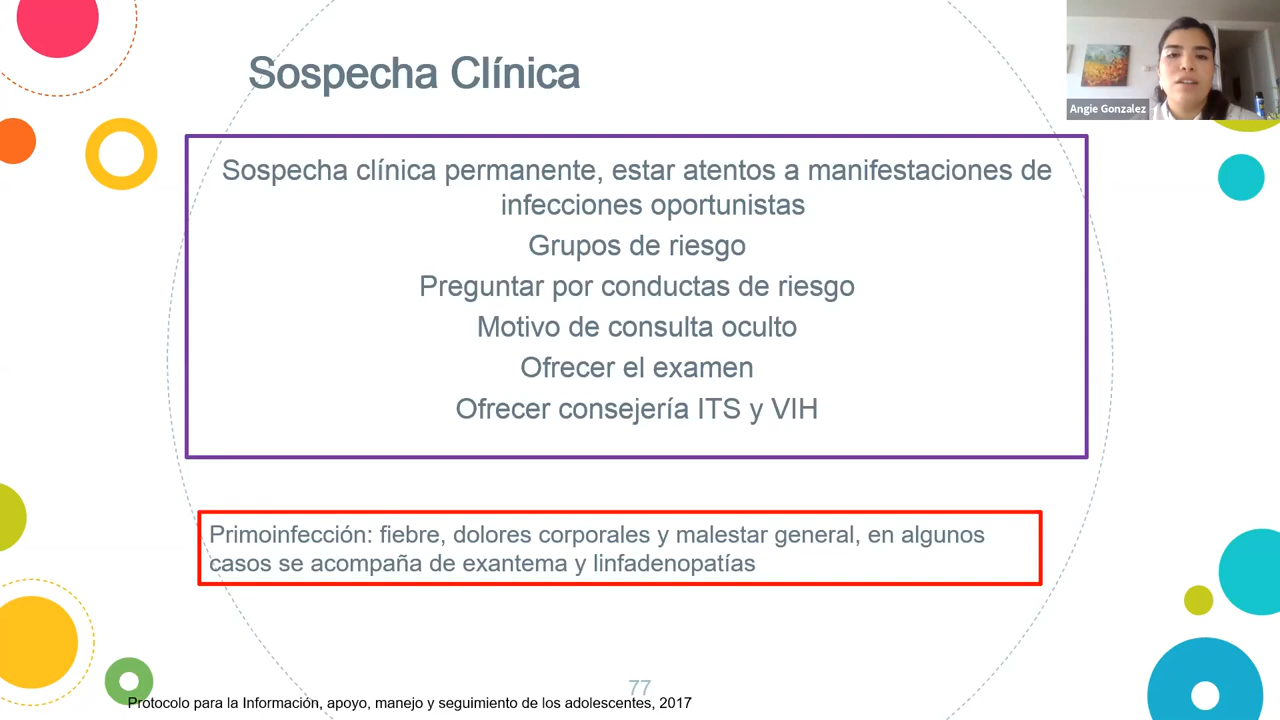 Sospecha Clínica
Angie Gonzalez
Sospecha clínica permanente, estar atentos a manifestaciones de
infecciones oportunistas
Grupos de riesgo
Preguntar por conductas de riesgo
Motivo de consulta oculto
Ofrecer el examen
Ofrecer consejería ITS y VIH
Primoinfección: fiebre, dolores corporales y malestar general, en algunos
casos se acompaña de exantema y linfadenopatías
77
Protocolo para la Información, apoyo, manejo y seguimiento de los adolescentes, 2017